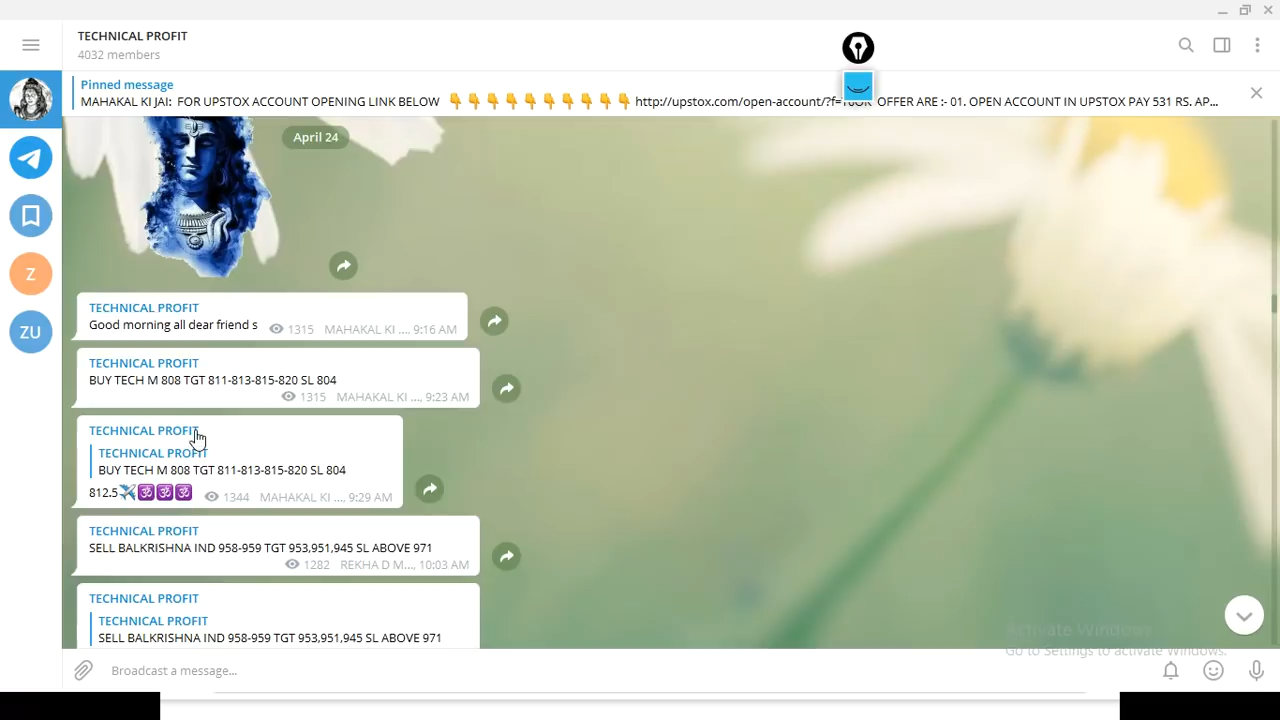 TECHNICAL PROFIT
4032 members
Pinned message
MAHAKAL KI JAI: FOR UPSTOX ACCOUNT OPENING LINK BELOW 👇👇👇👇👇👇👇👇👇👇 http://upstox.com/open-account/?f= OFFER ARE :- 01. OPEN ACCOUNT IN UPSTOX PAY 531 RS. AP...
April 24
TECHNICAL PROFIT
Good morning all dear friend s 1315 MAHAKAL KI ...., 9:16 AM
TECHNICAL PROFIT
BUY TECH M 808 TGT 811-813-815-820 SL 804
1315 MAHAKAL KI ...., 9:23 AM
TECHNICAL PROFIT
TECHNICAL PROFIT
BUY TECH M 808 TGT 811-813-815-820 SL 804
812.5✈️🕉🕉🕉 1344 MAHAKAL KI ...., 9:29 AM
TECHNICAL PROFIT
SELL BALKRISHNA IND 958-959 TGT 953,951,945 SL ABOVE 971
1282 REKHA D M..., 10:03 AM
TECHNICAL PROFIT
TECHNICAL PROFIT
SELL BALKRISHNA IND 958-959 TGT 953,951,945 SL ABOVE 971
Z
ZU
Activate Windows
Go to Settings to activate Windows.
Broadcast a message...